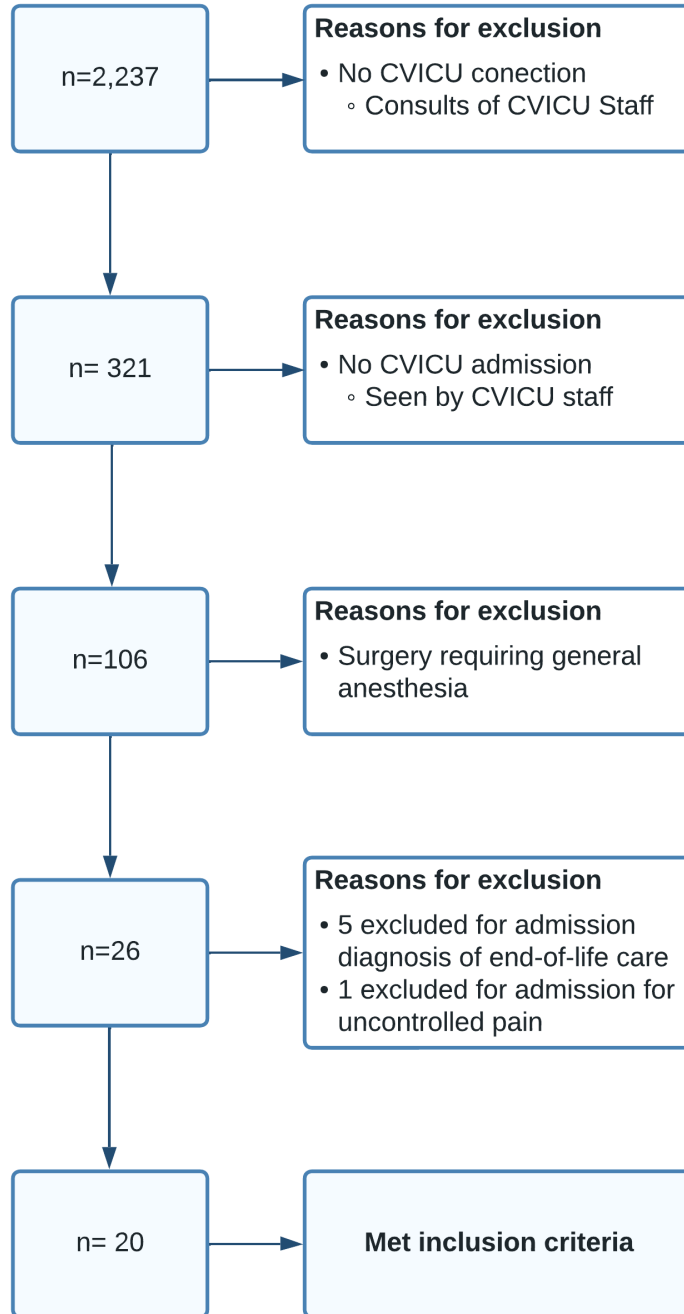 n=2,237
Reasons for exclusion
• No CVICU conection
◦ Consults of CVICU Staff
n= 321
Reasons for exclusion
• No CVICU admission
◦ Seen by CVICU staff
n=106
Reasons for exclusion
• Surgery requiring general
anesthesia
n=26
Reasons for exclusion
• 5 excluded for admission
diagnosis of end-of-life care
• 1 excluded for admission for
uncontrolled pain
n= 20
Met inclusion criteria